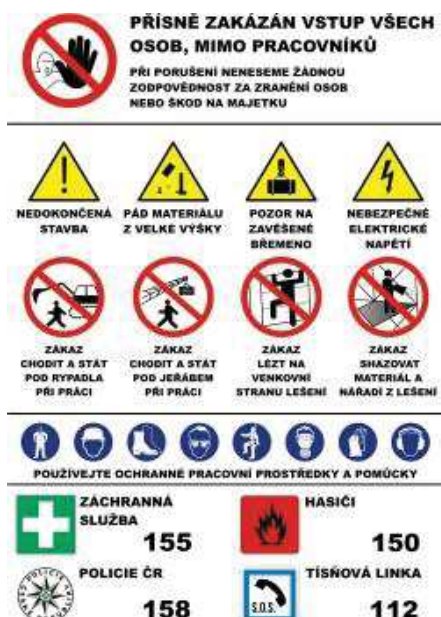 PŘÍSNĚ ZAKÁZÁN VSTUP VŠECH
OSOB, MIMO PRACOVNÍKŮ
PŘI PORUŠENÍ NENESEME ŽÁDNOU
ZODPOVĚDNOST ZA ZRANĚNÍ OSOB
NEBO ŠKOD NA MAJETKU
NEDOKONČENÁ
STAVBA
PÁD MATERIÁLU
Z VELKÉ VÝŠKY
POZOR NA
ZAVĚŠENÉ
BŘEMENO
NEBEZPEČNÉ
ELEKTRICKÉ
NAPĚTÍ
ZÁKAZ
CHODIT A STÁT
POD RYPADLA
PŘI PRÁCI
ZÁKAZ
CHODIT A STÁT
POD JEŘÁBEM
PŘI PRÁCI
ZÁKAZ
LÉZT NA
VENKOVNÍ
STRANU LEŠENÍ
ZÁKAZ
SHAZOVAT
MATERIÁL A
NÁŘADÍ Z LEŠENÍ
POUŽÍVEJTE OCHRANNÉ PRACOVNÍ PROSTŘEDKY A POMŮCKY
ZÁCHRANNÁ
SLUŽBA
155
HASIČI
150
POLICIE ČR
158
TÍSŇOVÁ LINKA
S.O.S.
112